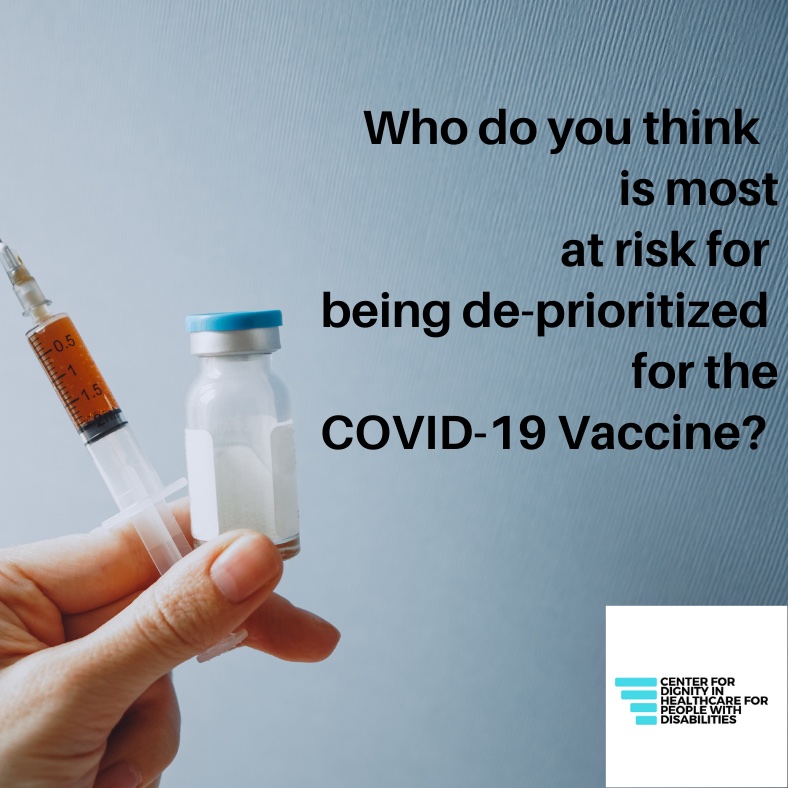 Who do you think
is most
at risk for
being de-prioritized
for the
COVID-19 Vaccine?
0.5
1
1.5
CENTER FOR
DIGNITY IN
HEALTHCARE FOR
PEOPLE WITH
DISABILITIES